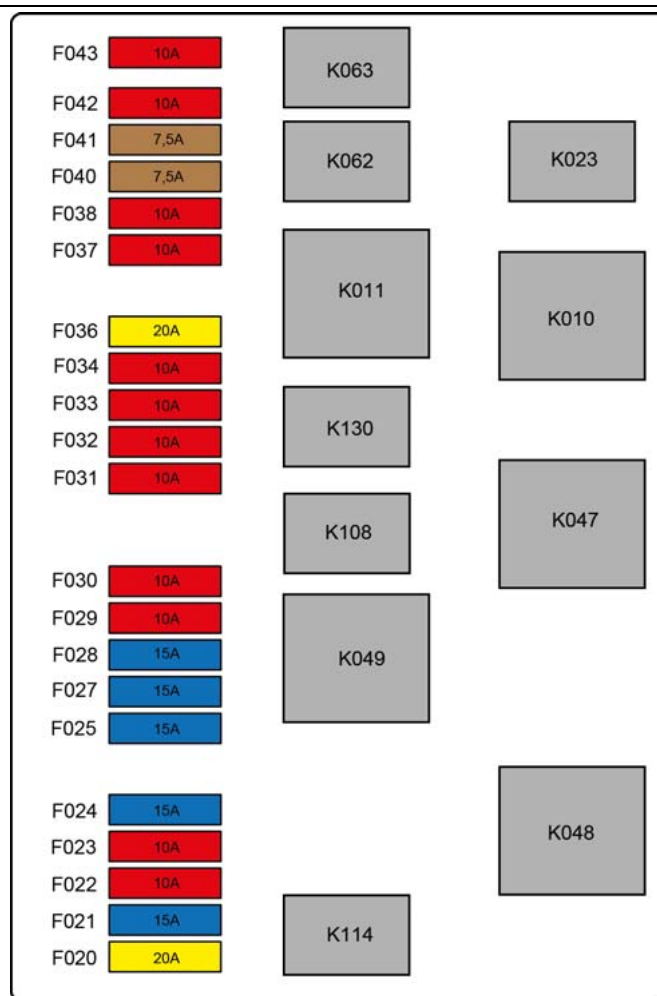 F043 10A
K063
F042 10A
F041 7,5A
K062
K023
F040 7,5A
F038 10A
F037 10A
K011
K010
F036 20A
F034 10A
F033 10A
K130
F032 10A
F031 10A
K047
K108
F030 10A
F029 10A
F028 15A
K049
F027 15A
F025 15A
F024 15A
K048
F023 10A
F022 10A
F021 15A
K114
F020 20A